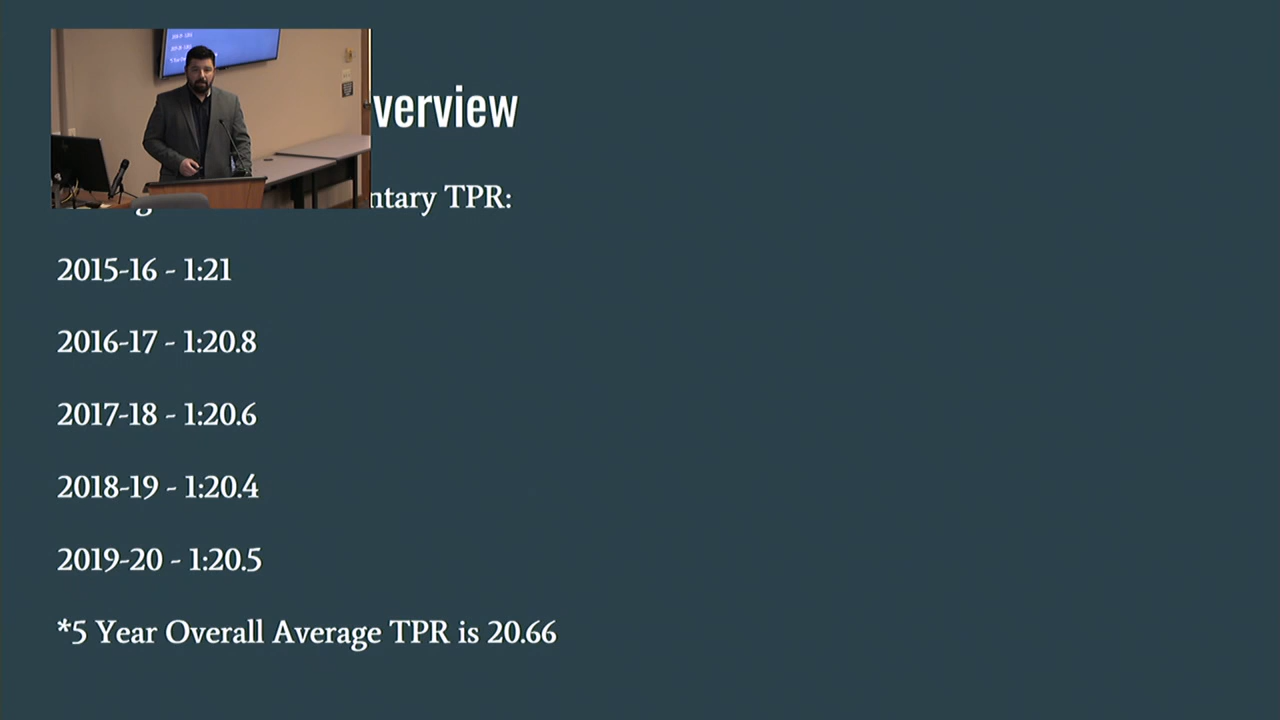 verview
ntary TPR:
2015-16 - 1:21
2016-17 - 1:20.8
2017-18 - 1:20.6
2018-19 - 1:20.4
2019-20 - 1:20.5
*5 Year Overall Average TPR is 20.66